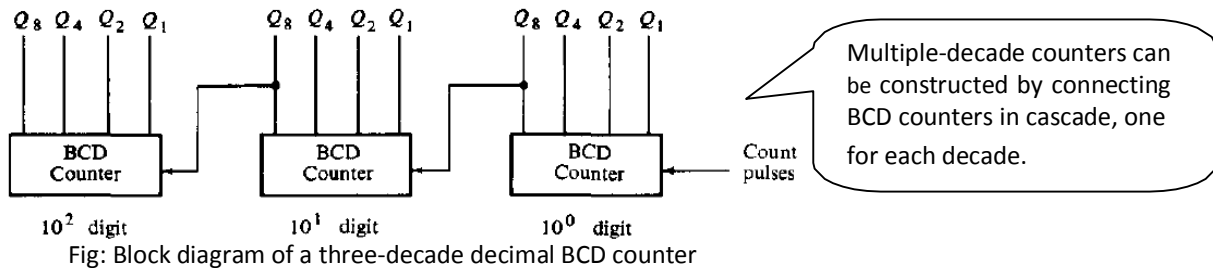 Q8 Q4 Q2 Q1 Q8 Q4 Q2 Q1 Q8 Q4 Q2 Q1
BCD
Counter
10² digit
BCD
Counter
10¹ digit
BCD
Counter
10⁰ digit
Count
pulses
Multiple-decade counters can
be constructed by connecting
BCD counters in cascade, one
for each decade.
Fig: Block diagram of a three-decade decimal BCD counter